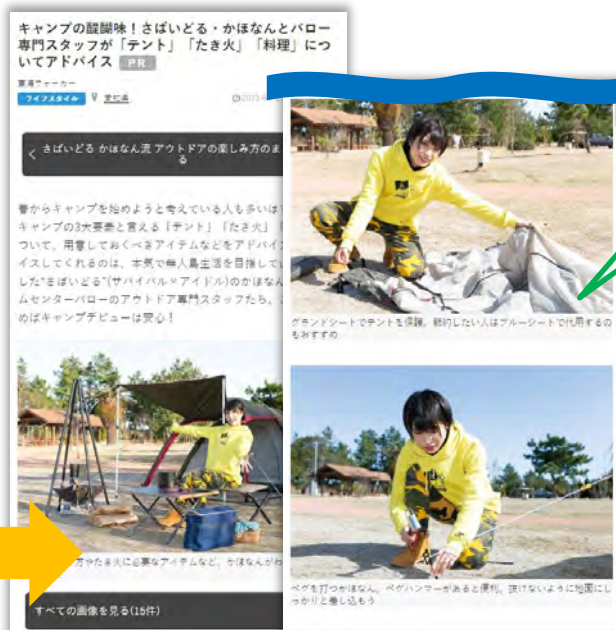 キャンプの醍醐味!さばいどる・かほなんとバロー
専門スタッフが「テント」「たき火」「料理」につ
いてアドバイス PR
東海ウォーカー
ライフスタイル 愛知県
さばいどる かほなん流 アウトドアの楽しみ方のま
る
春からキャンプを始めようと考えている人も多いは
キャンプの3大要素と言える「テント」「たき火」
ついて、用意しておくべきアイテムなどをアドバイ
イスしてくれるのは、本気で無人島生活を目指して
した"さばいどる"(サバイバル×アイドル)のかほなん
ムセンターバローのアウトドア専門スタッフたち。
めばキャンプデビューは安心!
方やたき火に必要なアイテムなど、かほなんがわ
すべての画像を見る(15件)
グランドシートでテントを保護。節約したい人はブルーシートで代用するの
もおすすめ
ペグを打つかほなん。ペグハンマーがあると便利。抜けないように地面にし
っかりと差し込もう